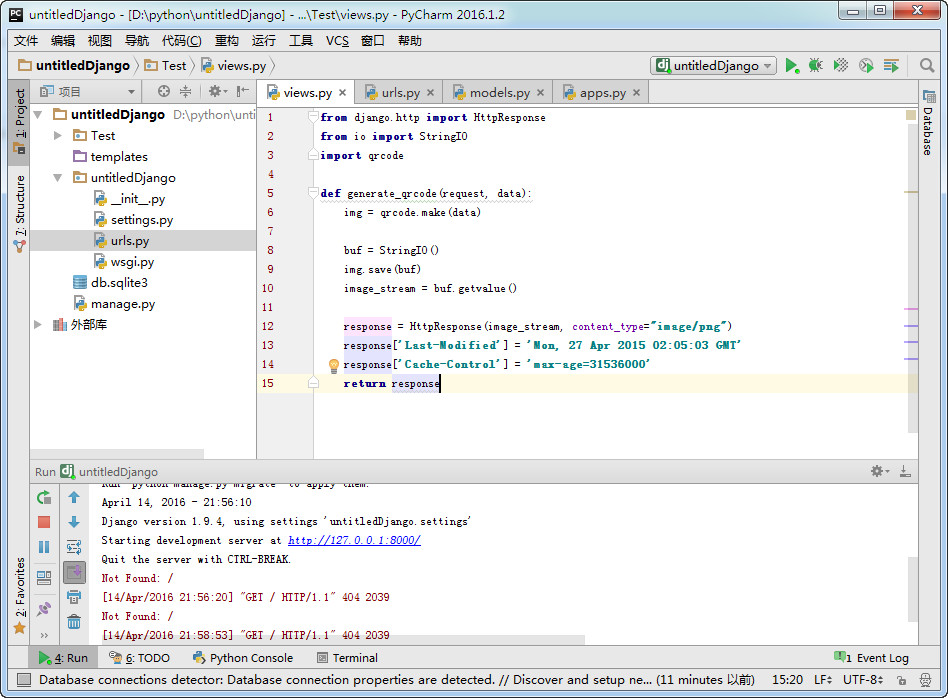 untitledDjango - [D:\python\untitledDjango] - ...\Test\views.py - PyCharm 2016.1.2
文件 编辑 视图 导航 代码(C) 重构 运行 工具 VCS 窗口 帮助
untitledDjango Test views.py untitledDjango
项目
views.py urls.py models.py apps.py
1: Project
7: Structure
2: Favorites
untitledDjango D:\python\unti
Test
templates
untitledDjango
__init__.py
settings.py
urls.py
wsgi.py
db.sqlite3
manage.py
外部库
1 from django.http import HttpResponse
2 from io import StringIO
3 import qrcode
4
5 def generate_qrcode(request, data):
6 img = qrcode.make(data)
7
8 buf = StringIO()
9 img.save(buf)
10 image_stream = buf.getvalue()
11
12 response = HttpResponse(image_stream, content_type="image/png")
13 response['Last-Modified'] = 'Mon, 27 Apr 2015 02:05:03 GMT'
14 response['Cache-Control'] = 'max-age=31536000'
15 return response
Database
Run untitledDjango
Run 'python manage.py migrate' to apply them.
April 14, 2016 - 21:56:10
Django version 1.9.4, using settings 'untitledDjango.settings'
Starting development server at http://127.0.0.1:8000/
Quit the server with CTRL-BREAK.
Not Found: /
[14/Apr/2016 21:56:20] "GET / HTTP/1.1" 404 2039
Not Found: /
[14/Apr/2016 21:58:53] "GET / HTTP/1.1" 404 2039
4: Run 6: TODO Python Console Terminal 1 Event Log
Database connections detector: Database connection properties are detected. // Discover and setup ne... (11 minutes 以前) 15:20 LF UTF-8